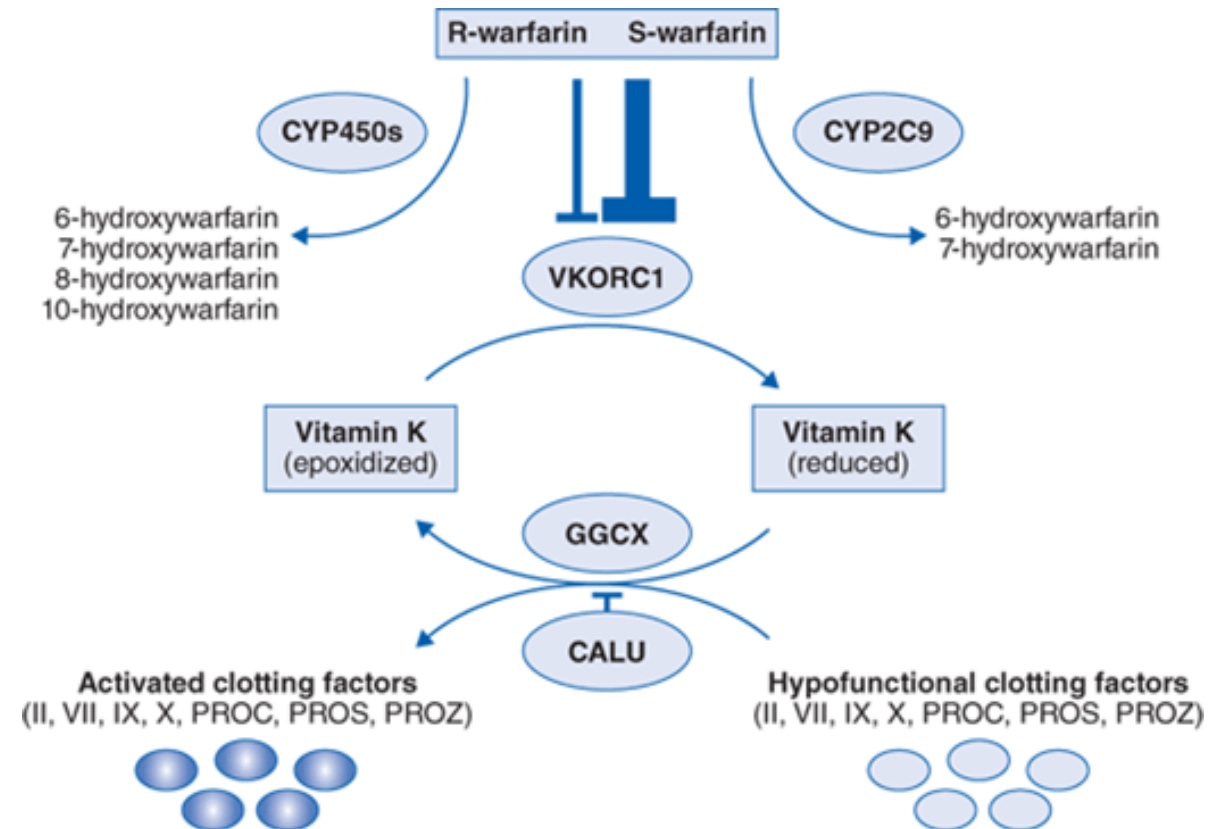 R-warfarin S-warfarin
CYP450s
CYP2C9
6-hydroxywarfarin
7-hydroxywarfarin
8-hydroxywarfarin
10-hydroxywarfarin
6-hydroxywarfarin
7-hydroxywarfarin
VKORC1
Vitamin K
(epoxidized)
Vitamin K
(reduced)
GGCX
CALU
Activated clotting factors
(II, VII, IX, X, PROC, PROS, PROZ)
Hypofunctional clotting factors
(II, VII, IX, X, PROC, PROS, PROZ)